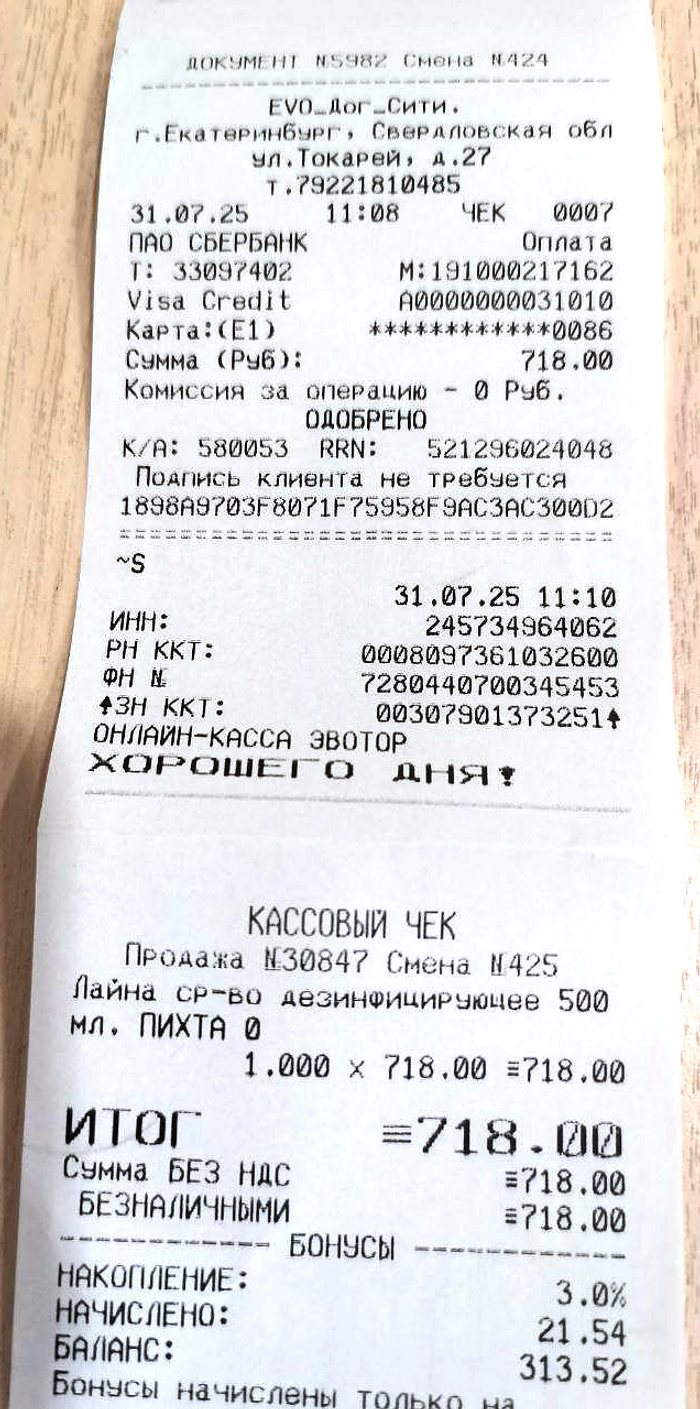 ДОКУМЕНТ №5982 Смена №424
EVO_Дог_Сити.
г.Екатеринбург, Свердловская обл
ул.Токарей, д.27
т.79221810485
31.07.25 11:08 ЧЕК 0007
ПАО СБЕРБАНК Оплата
Т: 33097402 М:191000217162
Visa Credit A0000000031010
Карта:(E1) ************0086
Сумма (Руб): 718.00
Комиссия за операцию - 0 Руб.
ОДОБРЕНО
К/А: 580053 RRN: 521296024048
Подпись клиента не требуется
1898A9703F8071F75958F9AC3AC300D2
================================
~S
31.07.25 11:10
ИНН: 245734964062
РН ККТ: 0008097361032600
ФН № 7280440700345453
↑ЗН ККТ: 00307901373251↑
ОНЛАЙН-КАССА ЭВОТОР
ХОРОШЕГО ДНЯ!
КАССОВЫЙ ЧЕК
Продажа №30847 Смена №425
Лайна ср-во дезинфицирующее 500
мл. ПИХТА 0
1.000 x 718.00 ≡718.00
ИТОГ ≡718.00
Сумма БЕЗ НДС ≡718.00
БЕЗНАЛИЧНЫМИ ≡718.00
------------ БОНУСЫ ------------
НАКОПЛЕНИЕ: 3.0%
НАЧИСЛЕНО: 21.54
БАЛАНС: 313.52
Бонусы начислены только на